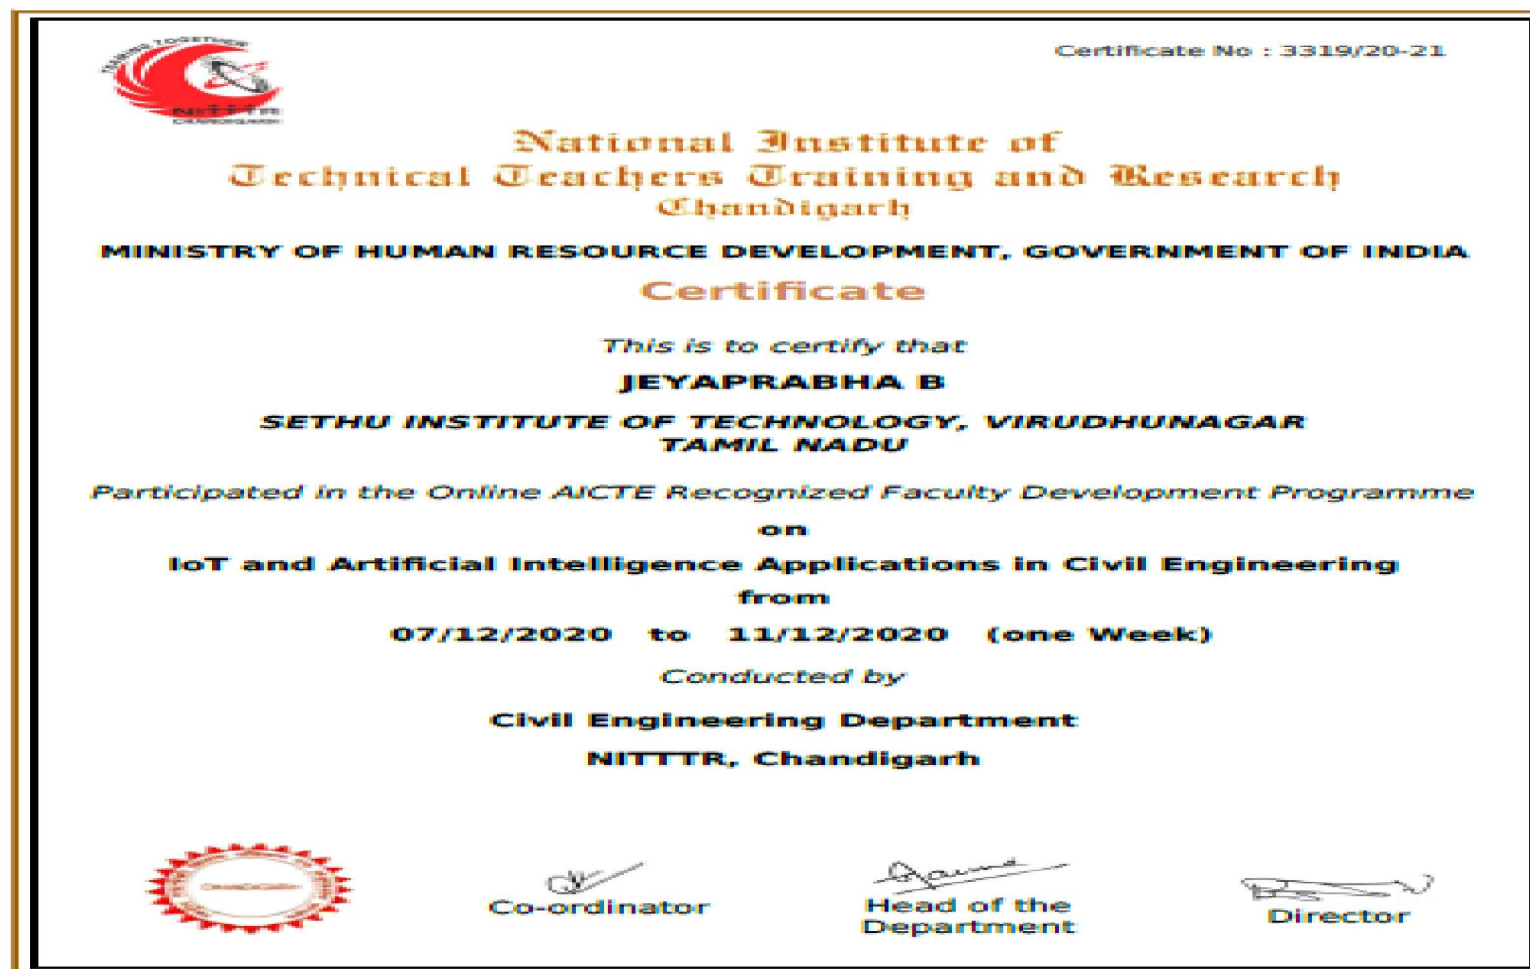 LEARNING TOGETHER
NITTTR
CHANDIGARH
Certificate No : 3319/20-21
National Institute of
Technical Teachers Training and Research
Chandigarh
MINISTRY OF HUMAN RESOURCE DEVELOPMENT, GOVERNMENT OF INDIA
Certificate
This is to certify that
JEYAPRABHA B
SETHU INSTITUTE OF TECHNOLOGY, VIRUDHUNAGAR
TAMIL NADU
Participated in the Online AICTE Recognized Faculty Development Programme
on
IoT and Artificial Intelligence Applications in Civil Engineering
from
07/12/2020 to 11/12/2020 (one Week)
Conducted by
Civil Engineering Department
NITTTR, Chandigarh
Co-ordinator
Head of the
Department
Director